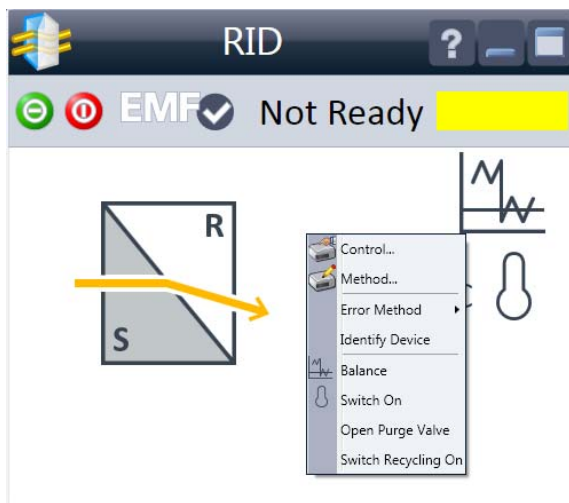 RID
?
EMF Not Ready
R
S
Control...
Method...
Error Method
Identify Device
Balance
Switch On
Open Purge Valve
Switch Recycling On